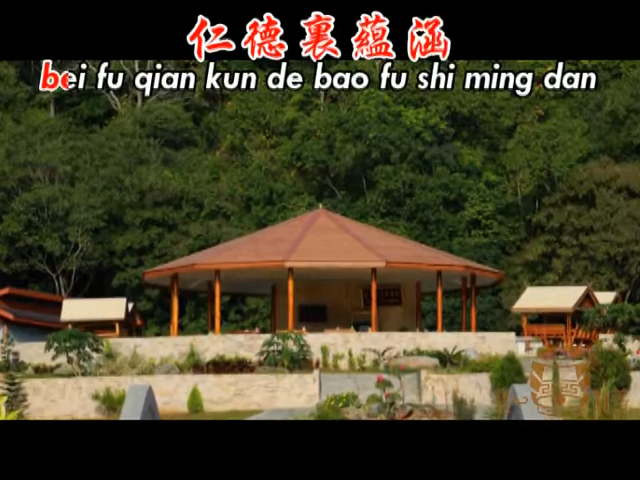 仁德裏蘊涵
bei fu qian kun de bao fu shi ming dan